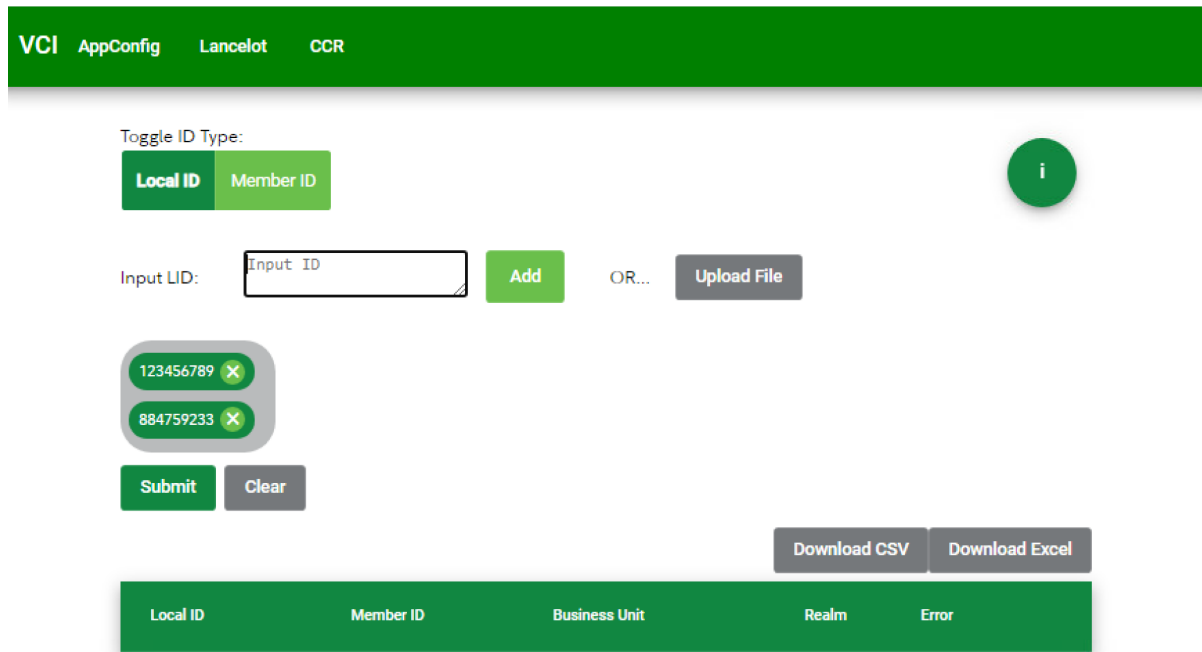 VCI AppConfig Lancelot CCR
Toggle ID Type:
Local ID Member ID
i
Input LID: Input ID Add OR... Upload File
123456789
884759233
Submit Clear
Download CSV Download Excel
Local ID Member ID Business Unit Realm Error